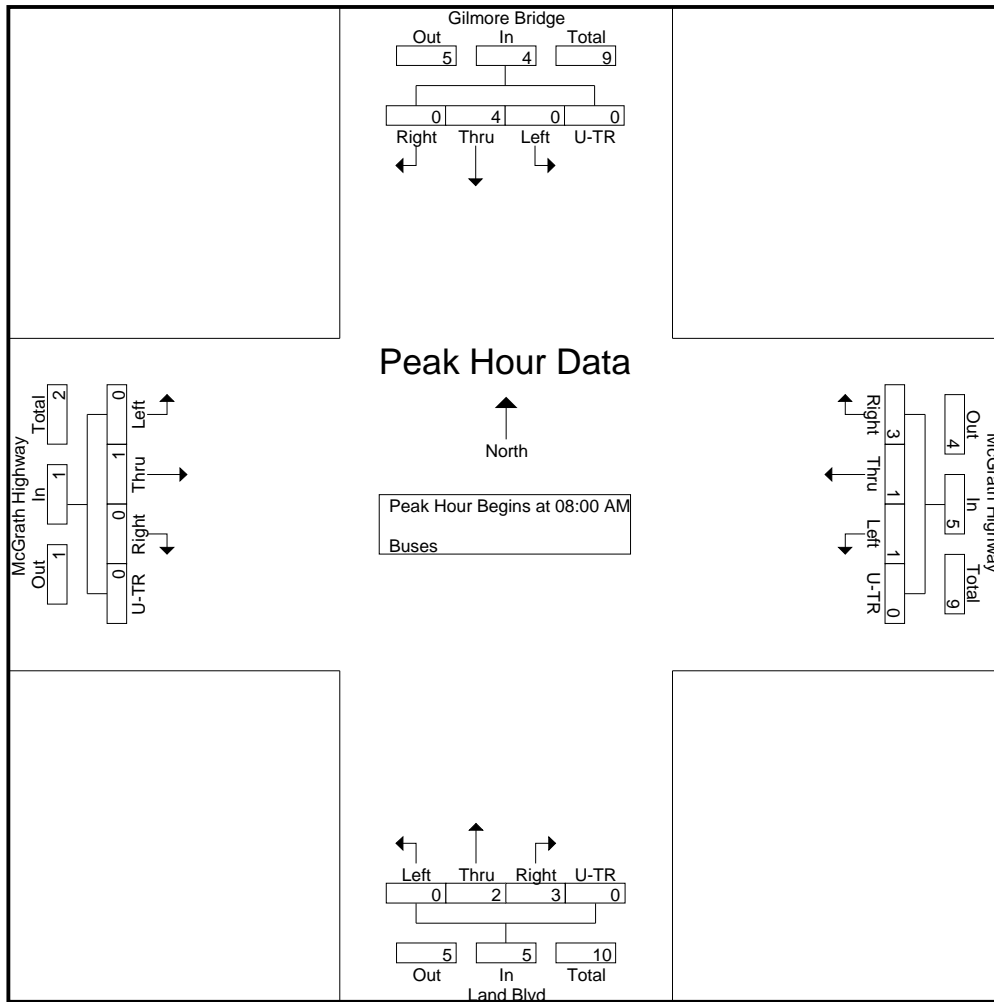 Gilmore Bridge
Out In Total
5 4 9
0 4 0 0
Right Thru Left U-TR
Peak Hour Data
North
Peak Hour Begins at 08:00 AM
Buses
McGrath Highway
Out In Total
1 1 2
0 1 0 0
Left Thru Right U-TR
McGrath Highway
Out In Total
4 5 9
3 1 1 0
Right Thru Left U-TR
Left Thru Right U-TR
0 2 3 0
5 5 10
Out In Total
Land Blvd